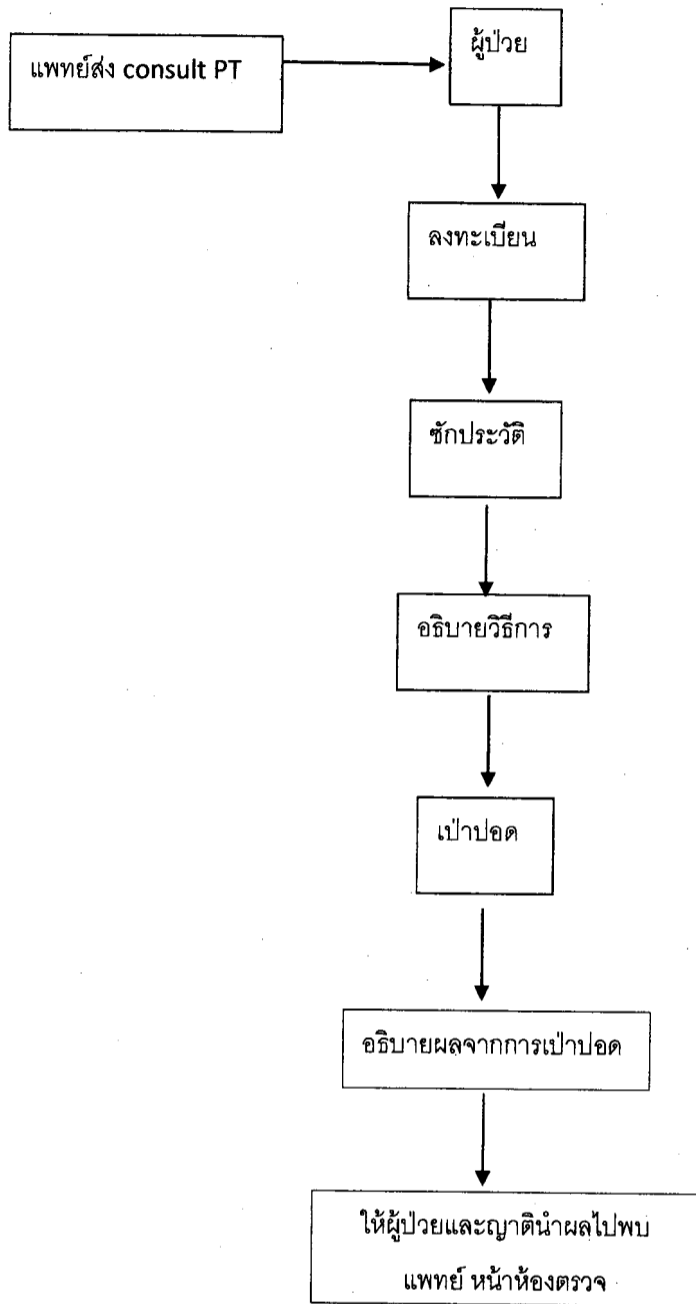 แพทย์ส่ง consult PT
ผู้ป่วย
ลงทะเบียน
ซักประวัติ
อธิบายวิธีการ
เป่าปอด
อธิบายผลจากการเป่าปอด
ให้ผู้ป่วยและญาตินำผลไปพบ
แพทย์ หน้าห้องตรวจ